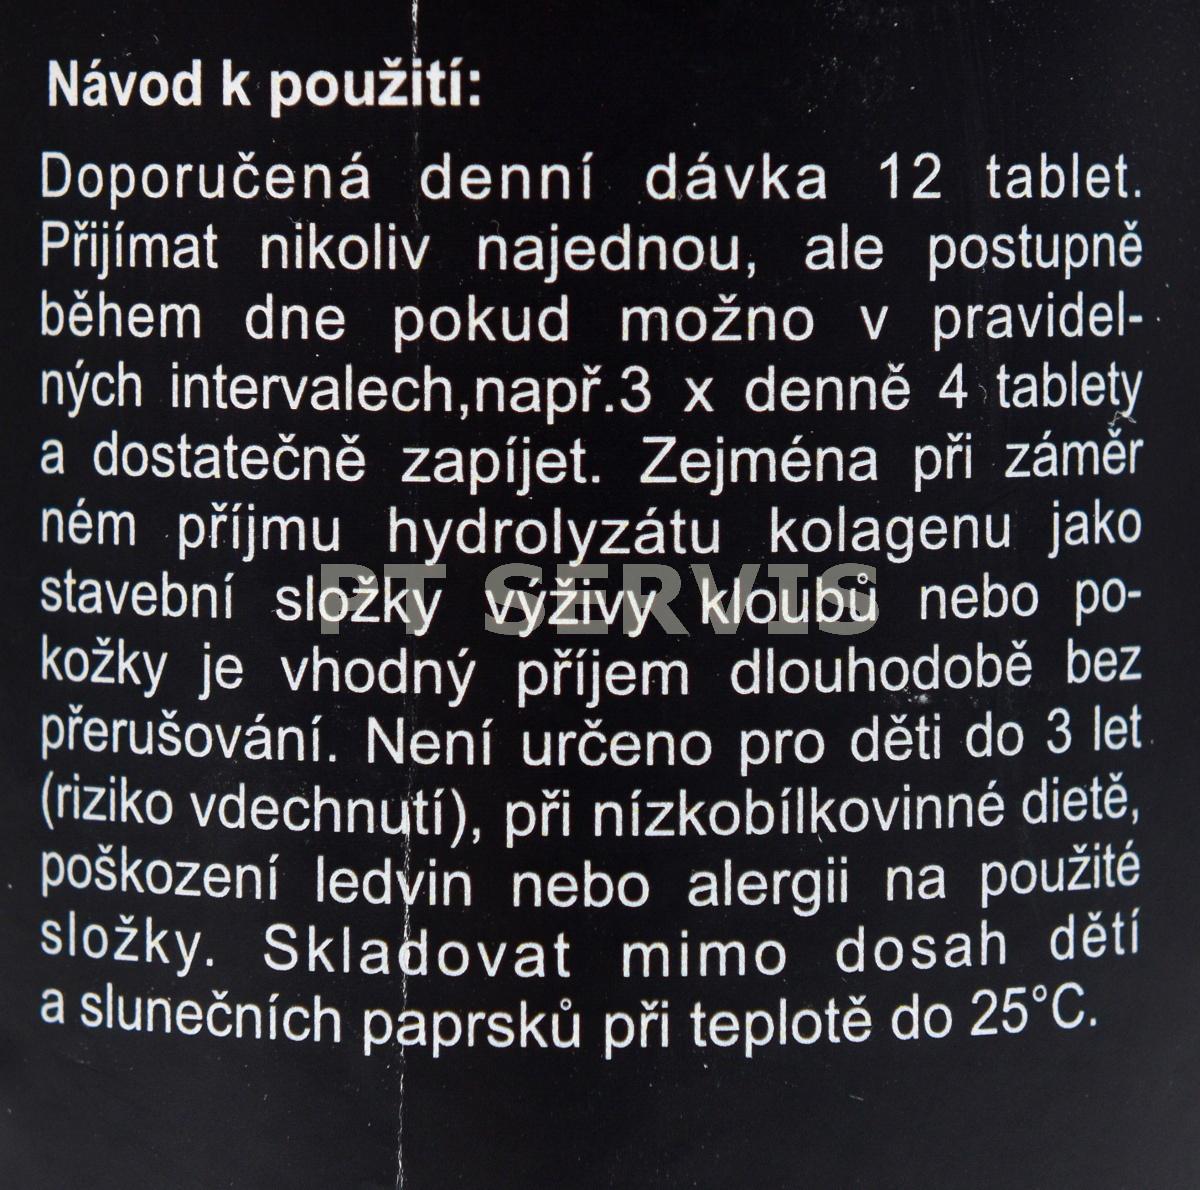 Návod k použití:
Doporučená denní dávka 12 tablet.
Přijímat nikoliv najednou, ale postupně
během dne pokud možno v pravidel-
ných intervalech,např.3 x denně 4 tablety
a dostatečně zapíjet. Zejména při záměr
ném příjmu hydrolyzátu kolagenu jako
stavební složky výživy kloubů nebo po-
kožky je vhodný příjem dlouhodobě bez
přerušování. Není určeno pro děti do 3 let
(riziko vdechnutí), při nízkobílkovinné dietě,
poškození ledvin nebo alergii na použité
složky. Skladovat mimo dosah dětí
a slunečních paprsků při teplotě do 25°C.
PT SERVIS